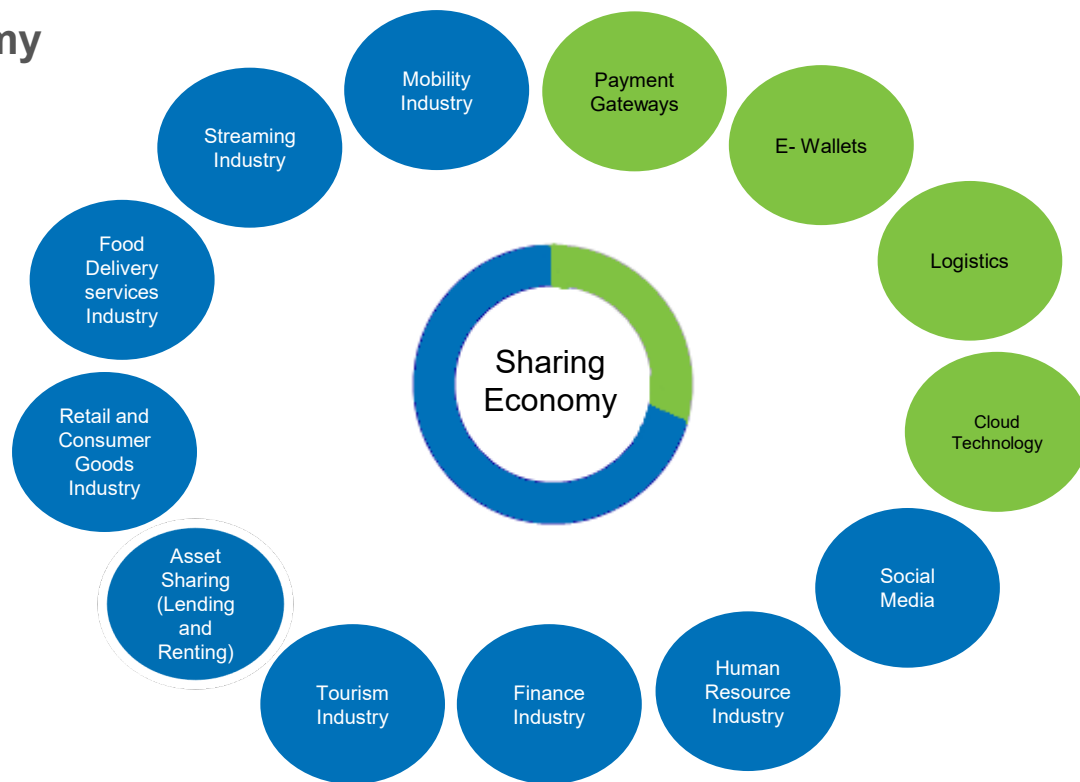 my
Mobility
Industry
Payment
Gateways
Streaming
Industry
E- Wallets
Food
Delivery
services
Industry
Logistics
Sharing
Economy
Retail and
Consumer
Goods
Industry
Cloud
Technology
Asset
Sharing
(Lending
and
Renting)
Social
Media
Tourism
Industry
Finance
Industry
Human
Resource
Industry